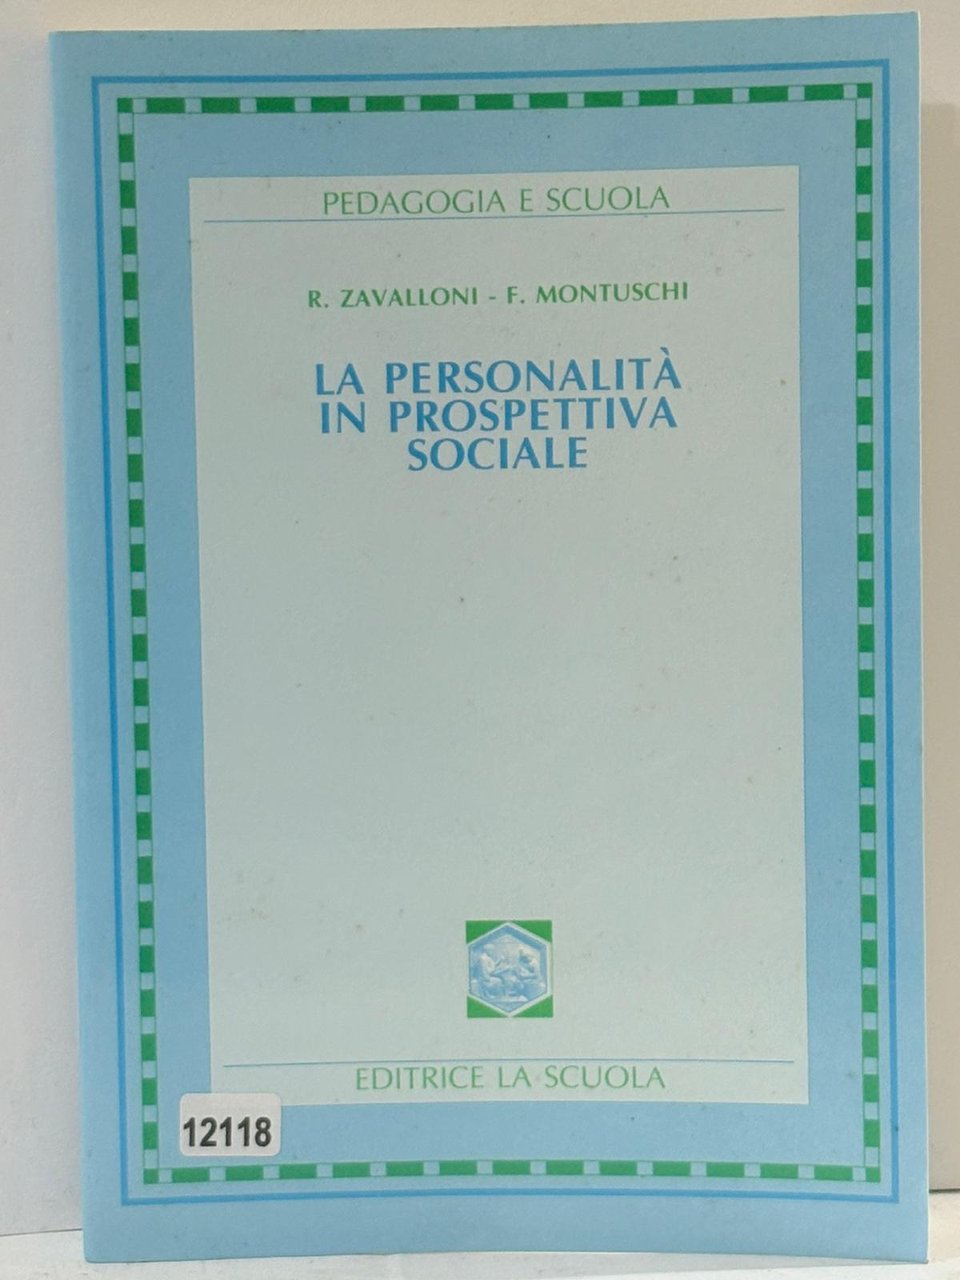 PEDAGOGIA E SCUOLA
R. ZAVALLONI - F. MONTUSCHI
LA PERSONALITÀ
IN PROSPETTIVA
SOCIALE
EDITRICE LA SCUOLA
12118